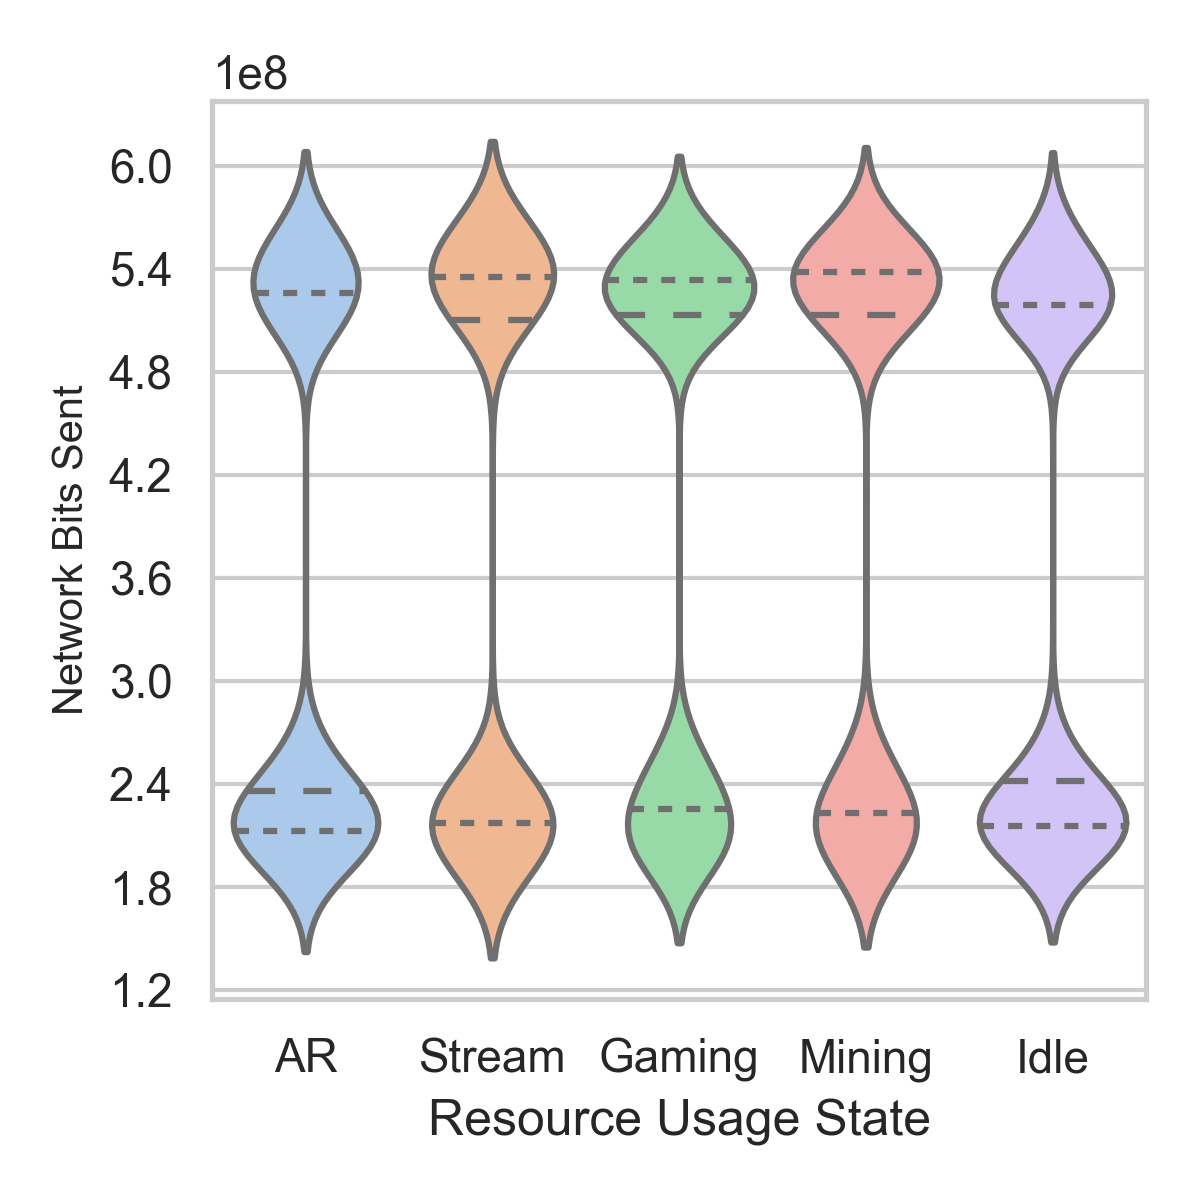 1e8
6.0
5.4
4.8
4.2
3.6
3.0
2.4
1.8
1.2
Network Bits Sent
AR Stream Gaming Mining Idle
Resource Usage State